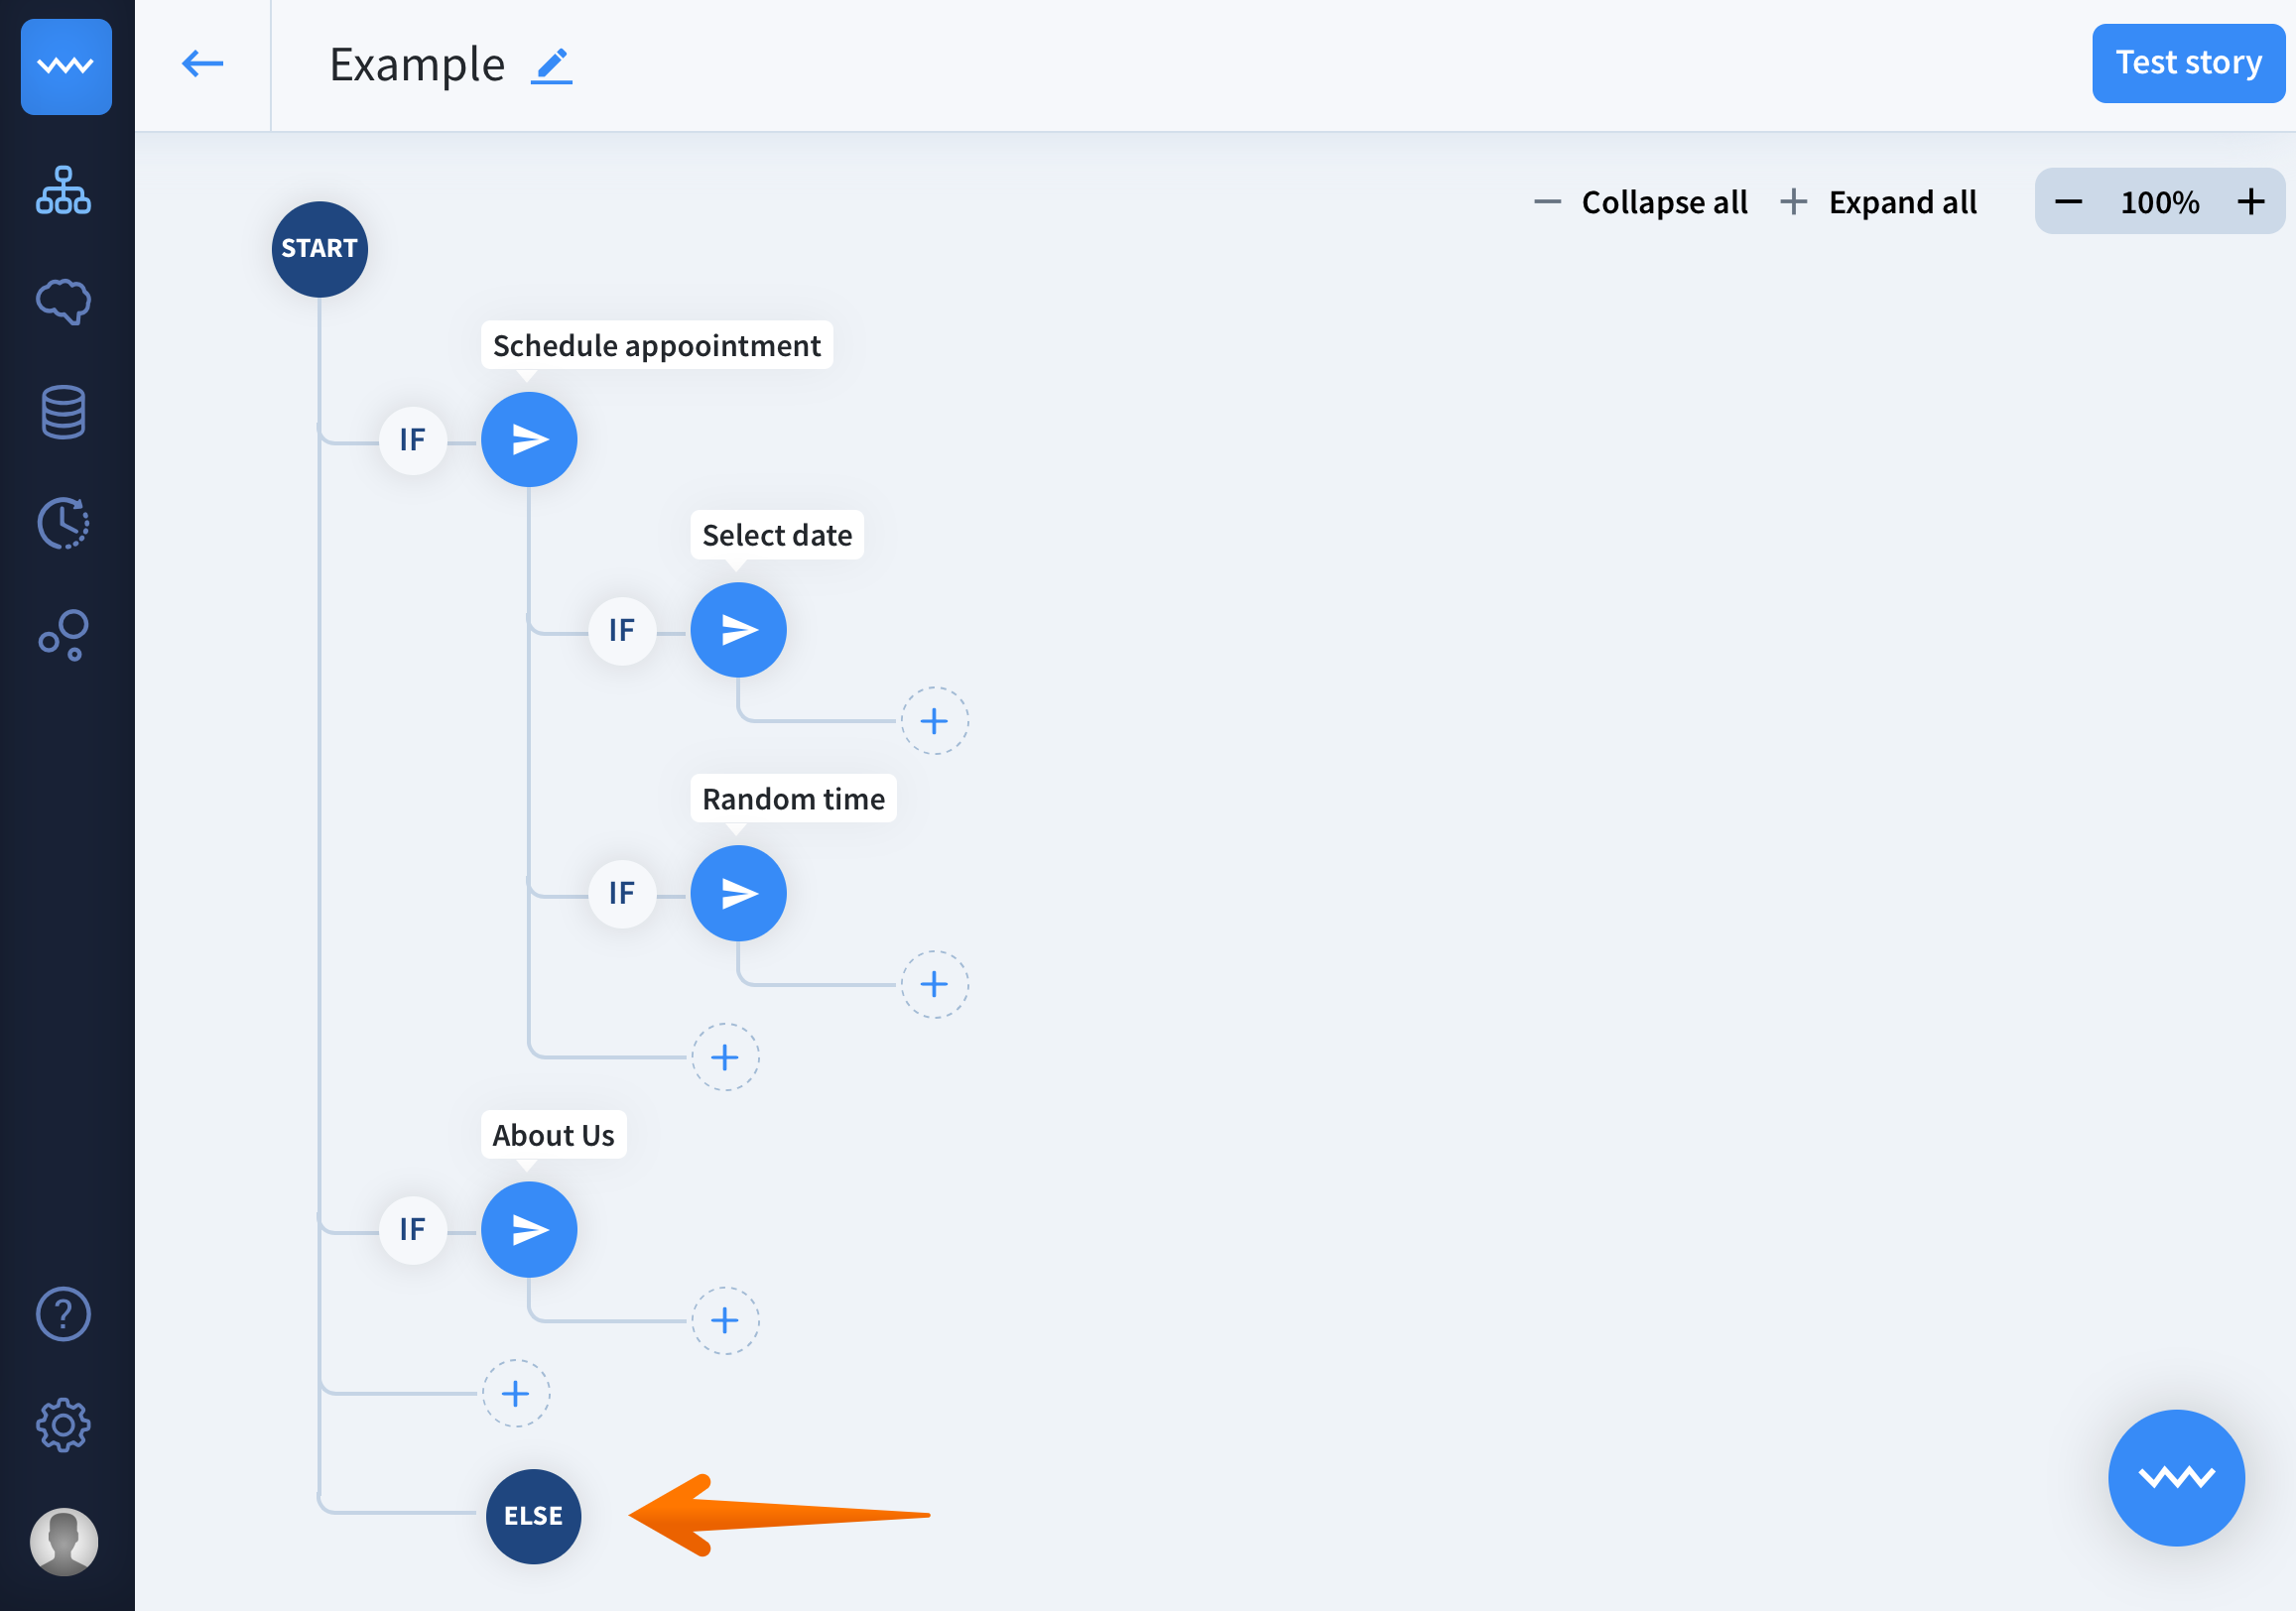 Example
Test story
Collapse all
Expand all
100%
START
Schedule appoointment
IF
Select date
IF
Random time
IF
About Us
IF
?
ELSE